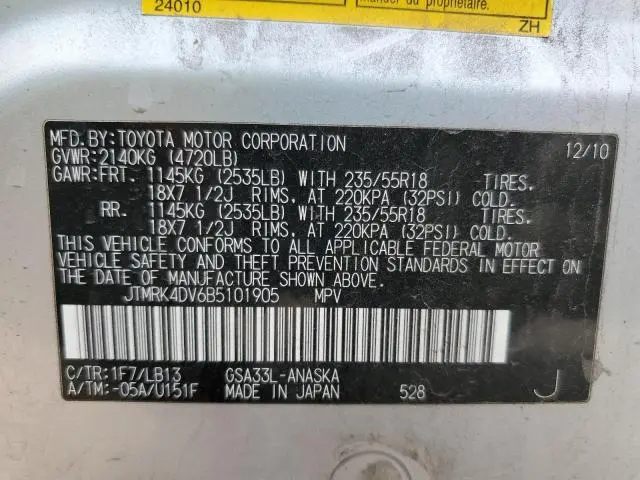 24010
manuel du propriétaire.
ZH
MFD.BY:TOYOTA MOTOR CORPORATION 12/10
GVWR:2140KG (4720LB)
GAWR:FRT. 1145KG (2535LB) WITH 235/55R18 TIRES.
18X7 1/2J RIMS. AT 220KPA (32PSI) COLD.
RR. 1145KG (2535LB) WITH 235/55R18 TIRES.
18X7 1/2J RIMS. AT 220KPA (32PSI) COLD.
THIS VEHICLE CONFORMS TO ALL APPLICABLE FEDERAL MOTOR
VEHICLE SAFETY AND THEFT PREVENTION STANDARDS IN EFFECT ON
THE DATE OF MANUFACTURE SHOWN ABOVE.
JTMRK4DV6B5101905 MPV
C/TR:1F7/LB13 GSA33L-ANASKA
A/TM:-05A/U151F MADE IN JAPAN 528 J